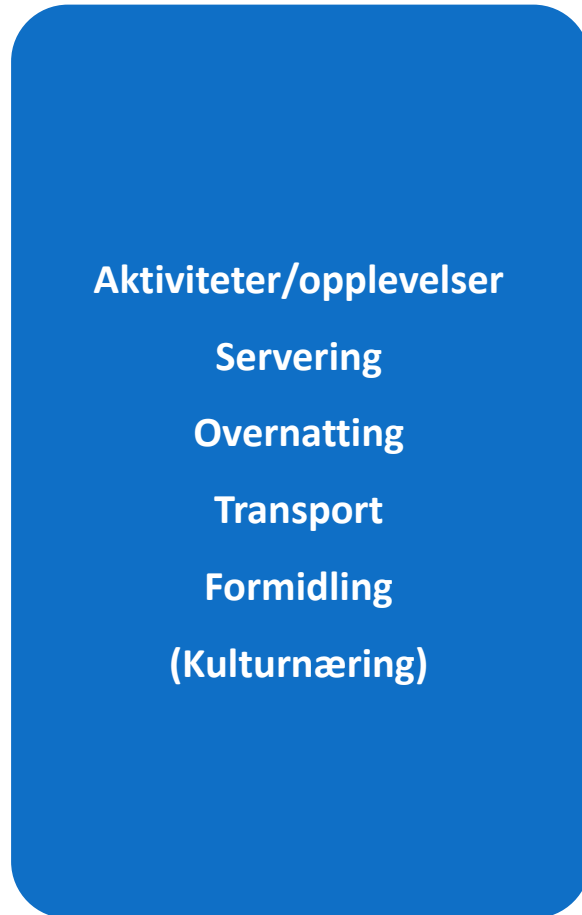 Aktiviteter/opplevelser
Servering
Overnatting
Transport
Formidling
(Kulturnæring)